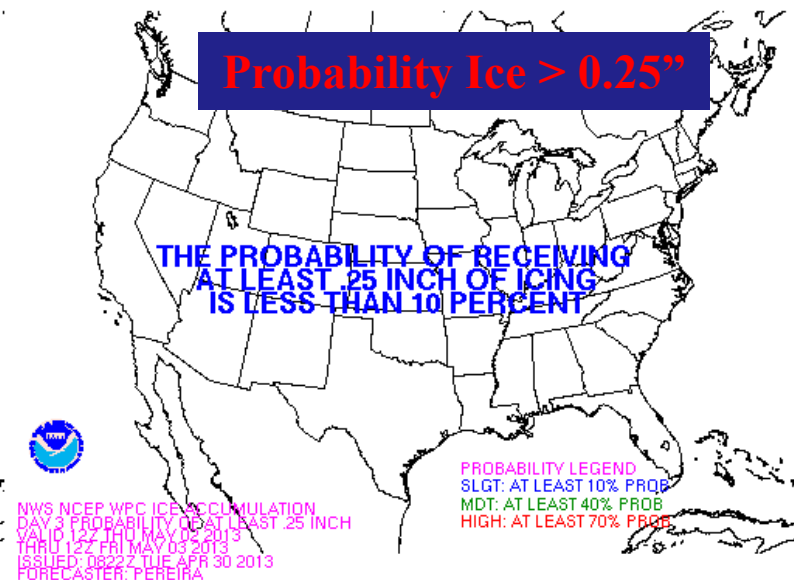 Probability Ice > 0.25”
THE PROBABILITY OF RECEIVING
AT LEAST .25 INCH OF ICING
IS LESS THAN 10 PERCENT
noaa
PROBABILITY LEGEND
SLGT: AT LEAST 10% PROB
MDT: AT LEAST 40% PROB
HIGH: AT LEAST 70% PROB
NWS NCEP WPC ICE ACCUMULATION
DAY 3 PROBABILITY OF AT LEAST .25 INCH
VALID 12Z THU MAY 02 2013
THRU 12Z FRI MAY 03 2013
ISSUED: 0822Z TUE APR 30 2013
FORECASTER: PEREIRA